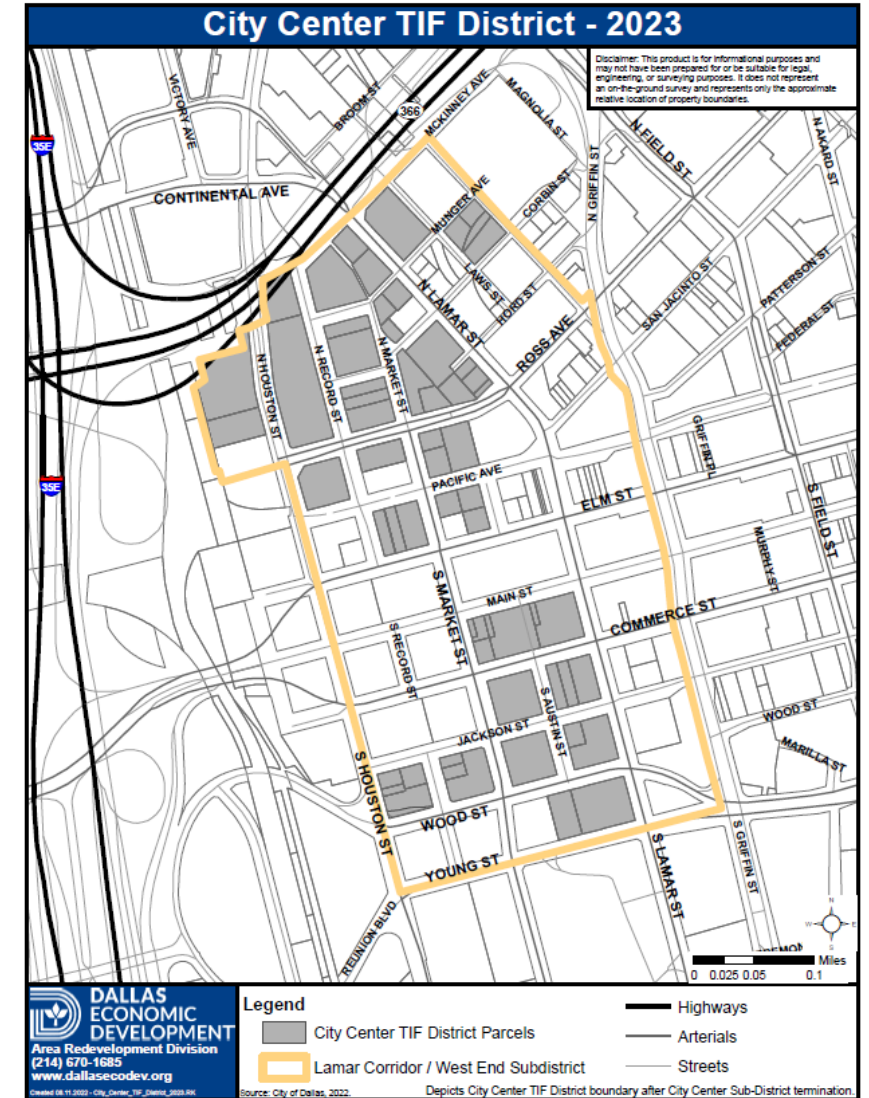 City Center TIF District - 2023
Disclaimer: This product is for informational purposes and
may not have been prepared for or be suitable for legal,
engineering, or surveying purposes. It does not represent
an on-the-ground survey and represents only the approximate
relative location of property boundaries.
VICTORY AVE
BROOM ST
366
MCKINNEY AVE
MAGNOLIA ST
N FIELD ST
N AKARD ST
35E
CONTINENTAL AVE
MUNGER AVE
CORBIN ST
N GRIFFIN ST
LAWS ST
HORD ST
N LAMAR ST
ROSS AVE
SAN JACINTO ST
PATTERSON ST
FEDERAL ST
N HOUSTON ST
N RECORD ST
N MARKET ST
GRIFFIN PL
PACIFIC AVE
35E
ELM ST
S FIELD ST
MURPHY ST
S MARKET ST
MAIN ST
COMMERCE ST
S RECORD ST
S AUSTIN ST
JACKSON ST
WOOD ST
MARILLA ST
S HOUSTON ST
WOOD ST
YOUNG ST
S LAMAR ST
S GRIFFIN ST
REUNION BLVD
N
W E
S
Miles
0 0.025 0.05 0.1
DALLAS
ECONOMIC
DEVELOPMENT
Area Redevelopment Division
(214) 670-1685
www.dallasecodev.org
Created 08.11.2022 - City_Center_TIF_District_2023.RK
Legend
City Center TIF District Parcels
Lamar Corridor / West End Subdistrict
Highways
Arterials
Streets
Source: City of Dallas, 2022.
Depicts City Center TIF District boundary after City Center Sub-District termination.